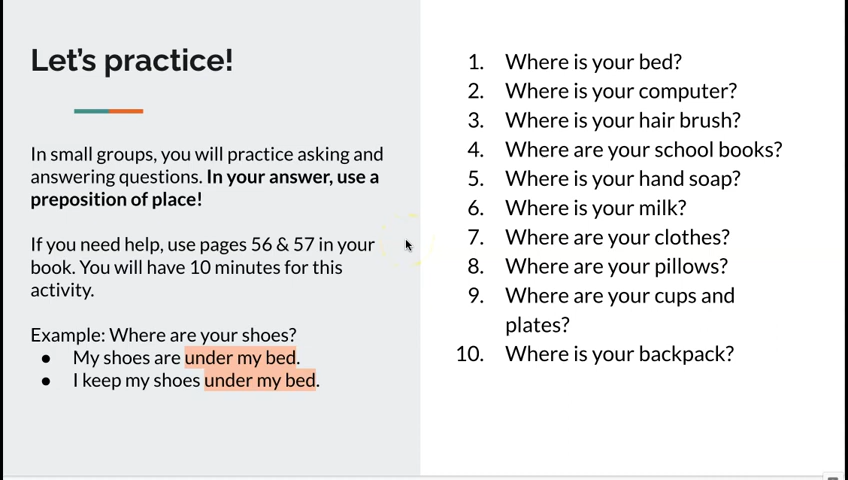 Let's practice!
In small groups, you will practice asking and
answering questions. In your answer, use a
preposition of place!
If you need help, use pages 56 & 57 in your
book. You will have 10 minutes for this
activity.
Example: Where are your shoes?
● My shoes are under my bed.
● I keep my shoes under my bed.
1. Where is your bed?
2. Where is your computer?
3. Where is your hair brush?
4. Where are your school books?
5. Where is your hand soap?
6. Where is your milk?
7. Where are your clothes?
8. Where are your pillows?
9. Where are your cups and
plates?
10. Where is your backpack?